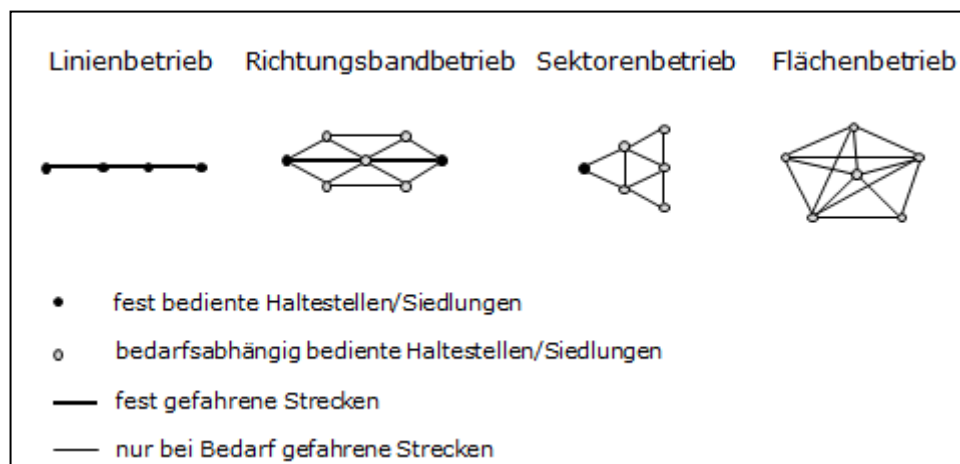 Linienbetrieb Richtungsbandbetrieb Sektorenbetrieb Flächenbetrieb
fest bediente Haltestellen/Siedlungen
bedarfsabhängig bediente Haltestellen/Siedlungen
fest gefahrene Strecken
nur bei Bedarf gefahrene Strecken